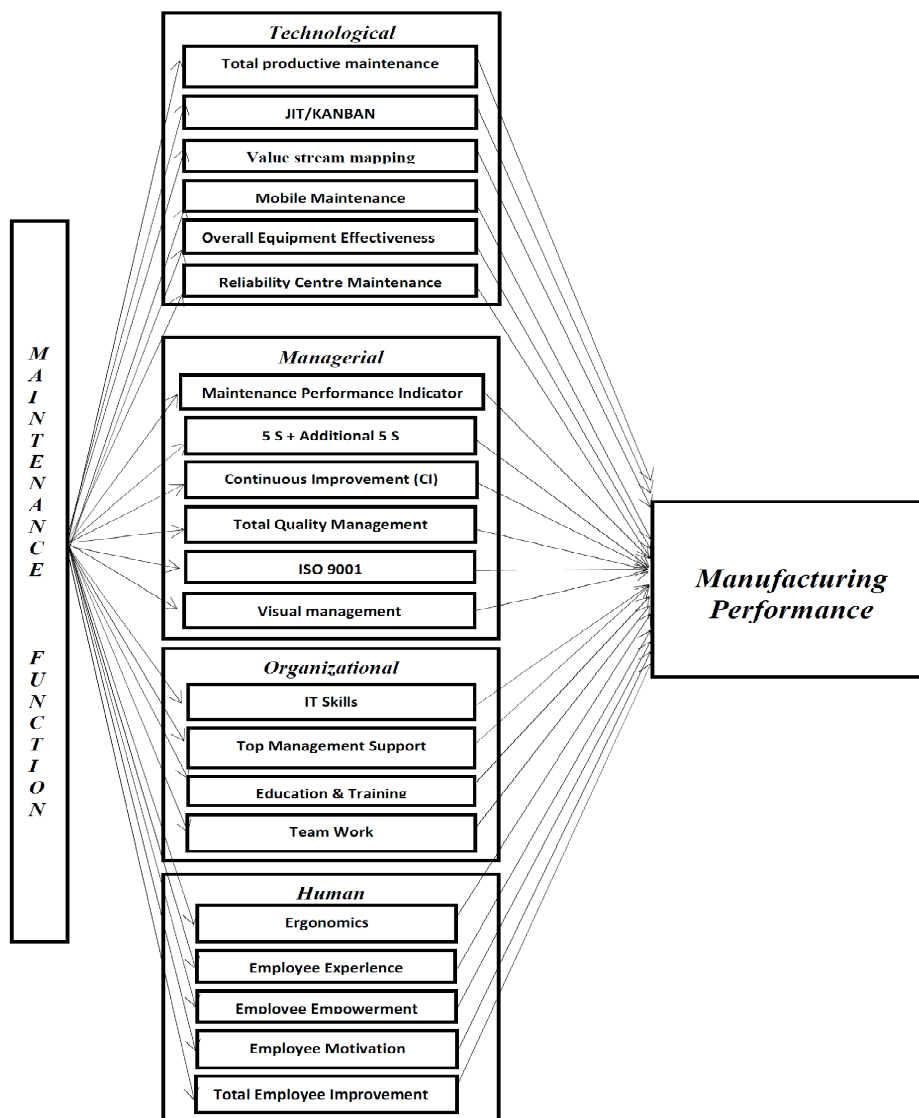 MAINTENANCE FUNCTION
Technological
Total productive maintenance
JIT/KANBAN
Value stream mapping
Mobile Maintenance
Overall Equipment Effectiveness
Reliability Centre Maintenance
Managerial
Maintenance Performance Indicator
5 S + Additional 5 S
Continuous Improvement (CI)
Total Quality Management
ISO 9001
Visual management
Organizational
IT Skills
Top Management Support
Education & Training
Team Work
Human
Ergonomics
Employee Experience
Employee Empowerment
Employee Motivation
Total Employee Improvement
Manufacturing
Performance